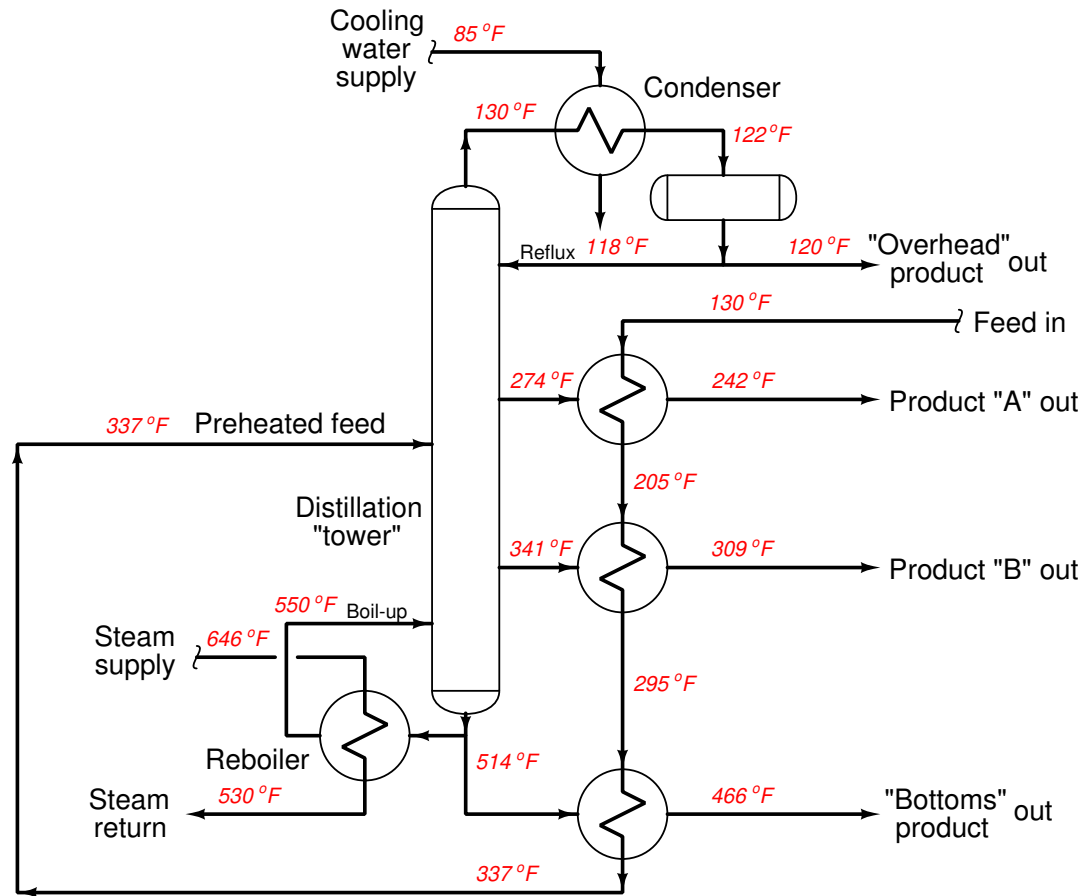 Cooling
water
supply
85 °F
Condenser
130 °F
122 °F
Reflux
118 °F
120 °F
"Overhead"
product
out
130 °F
Feed in
274 °F
242 °F
Product "A" out
337 °F
Preheated feed
205 °F
Distillation
"tower"
341 °F
309 °F
Product "B" out
550 °F
Boil-up
Steam
supply
646 °F
295 °F
Reboiler
514 °F
Steam
return
530 °F
466 °F
"Bottoms"
product
out
337 °F